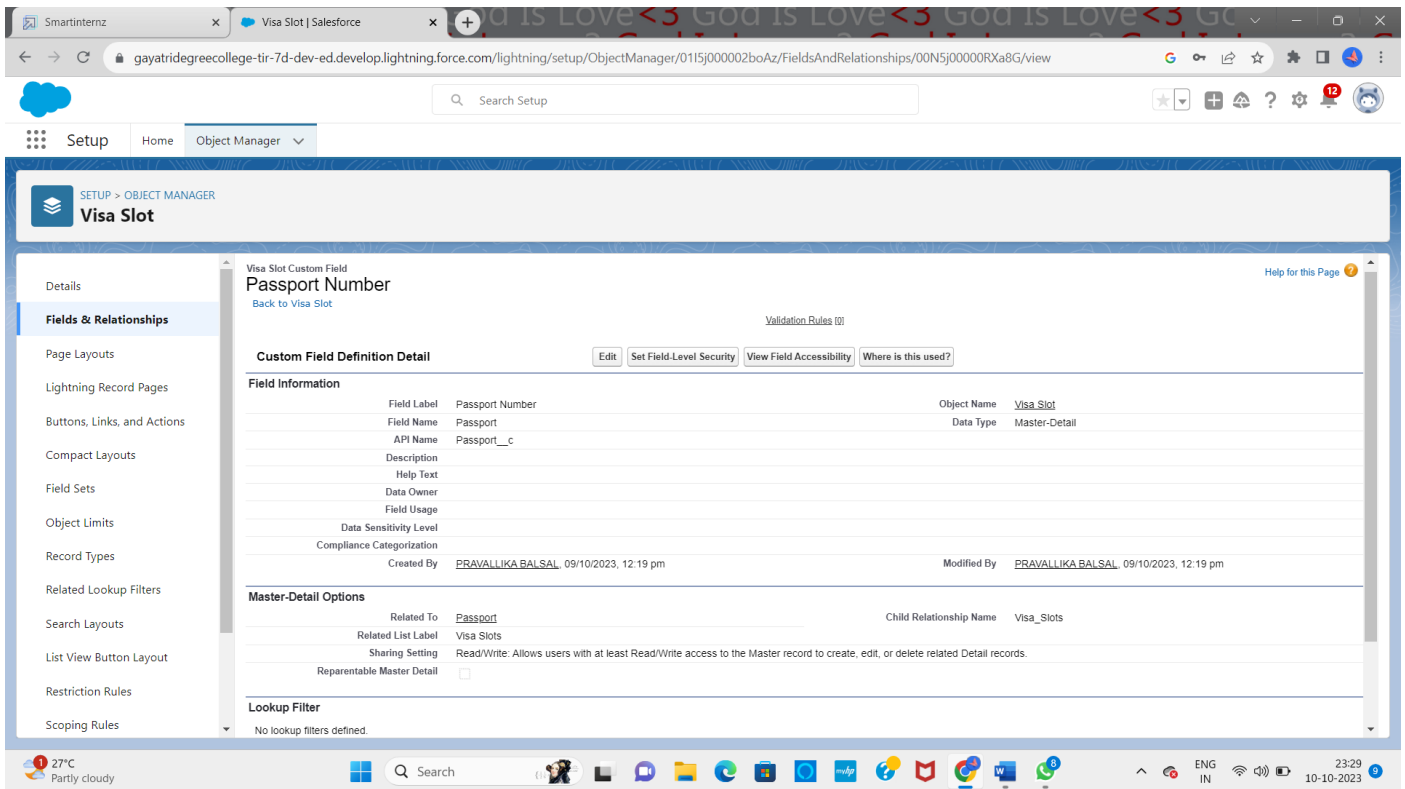 God Is Love<3 God Is Love<3 God Is Love<3 Go
Smartinternz
Visa Slot | Salesforce
gayatridegreecollege-tir-7d-dev-ed.develop.lightning.force.com/lightning/setup/ObjectManager/01I5j000002boAz/FieldsAndRelationships/00N5j00000RXa8G/view
Search Setup
12
Setup
Home
Object Manager
SETUP > OBJECT MANAGER
Visa Slot
Details
Fields & Relationships
Page Layouts
Lightning Record Pages
Buttons, Links, and Actions
Compact Layouts
Field Sets
Object Limits
Record Types
Related Lookup Filters
Search Layouts
List View Button Layout
Restriction Rules
Scoping Rules
Visa Slot Custom Field
Passport Number
Back to Visa Slot
Help for this Page
Validation Rules [0]
Custom Field Definition Detail
Edit
Set Field-Level Security
View Field Accessibility
Where is this used?
Field Information
Field Label Passport Number Object Name Visa Slot
Field Name Passport Data Type Master-Detail
API Name Passport__c
Description
Help Text
Data Owner
Field Usage
Data Sensitivity Level
Compliance Categorization
Created By PRAVALLIKA BALSAL, 09/10/2023, 12:19 pm Modified By PRAVALLIKA BALSAL, 09/10/2023, 12:19 pm
Master-Detail Options
Related To Passport Child Relationship Name Visa_Slots
Related List Label Visa Slots
Sharing Setting Read/Write: Allows users with at least Read/Write access to the Master record to create, edit, or delete related Detail records.
Reparentable Master Detail
Lookup Filter
No lookup filters defined.
1
27°C
Partly cloudy
Search
myhp
8
ENG
IN
23:29
10-10-2023
9